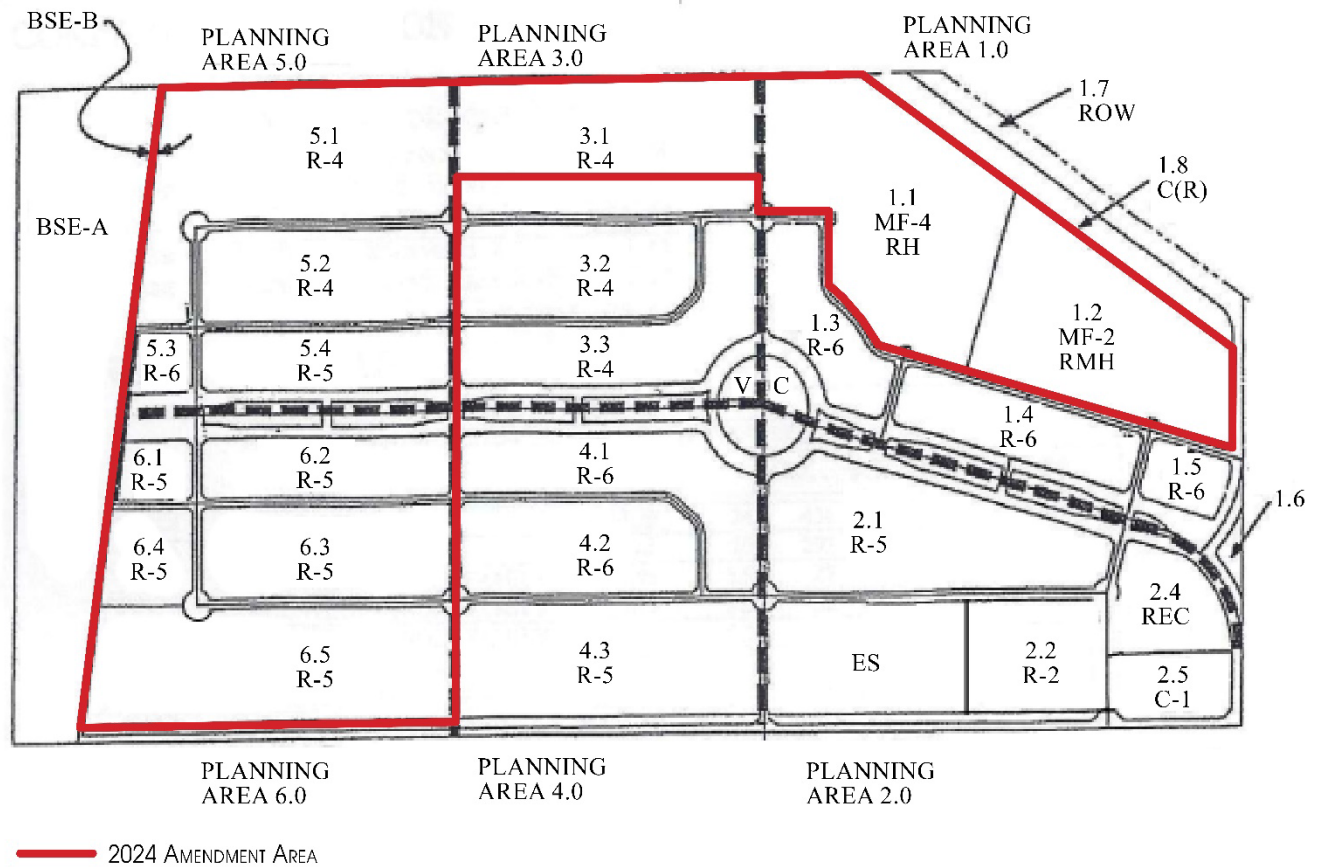 BSE-B
PLANNING
AREA 5.0
PLANNING
AREA 3.0
PLANNING
AREA 1.0
1.7
ROW
1.8
C(R)
5.1
R-4
3.1
R-4
1.1
MF-4
RH
BSE-A
5.2
R-4
3.2
R-4
1.2
MF-2
RMH
5.3
R-6
5.4
R-5
3.3
R-4
1.3
R-6
V C
1.4
R-6
6.1
R-5
6.2
R-5
4.1
R-6
1.5
R-6
1.6
6.4
R-5
6.3
R-5
4.2
R-6
2.1
R-5
2.4
REC
6.5
R-5
4.3
R-5
ES
2.2
R-2
2.5
C-1
PLANNING
AREA 6.0
PLANNING
AREA 4.0
PLANNING
AREA 2.0
2024 AMENDMENT AREA